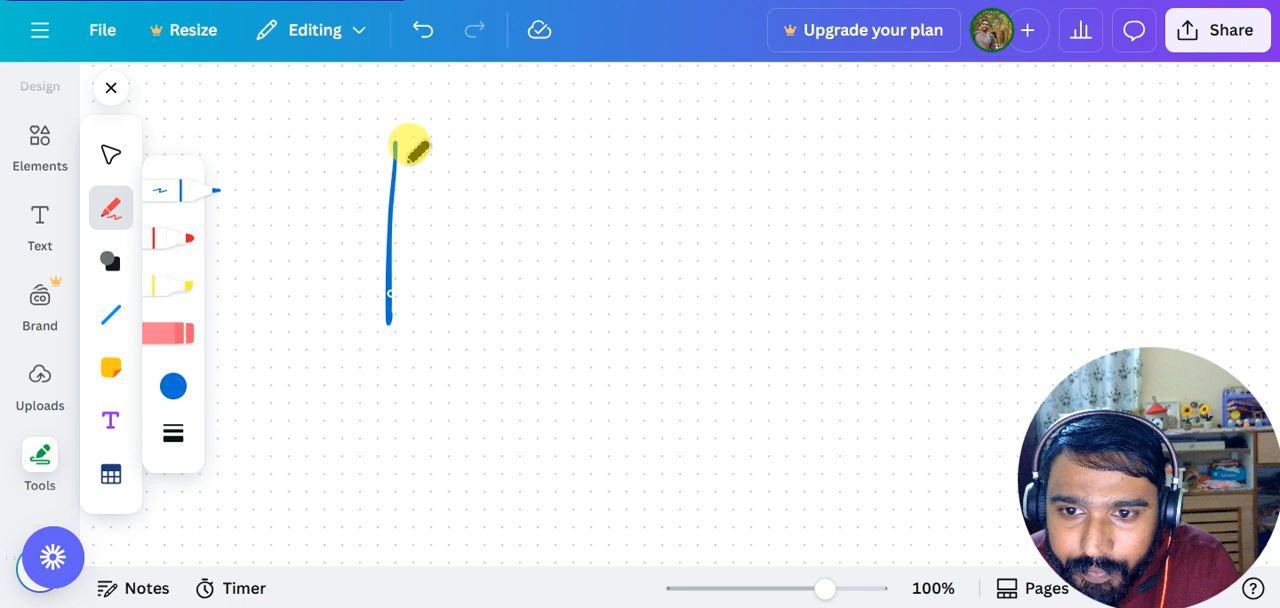 File
Resize
Editing
Upgrade your plan
Share
Design
Elements
Text
Brand
Uploads
Tools
Notes
Timer
100%
Pages